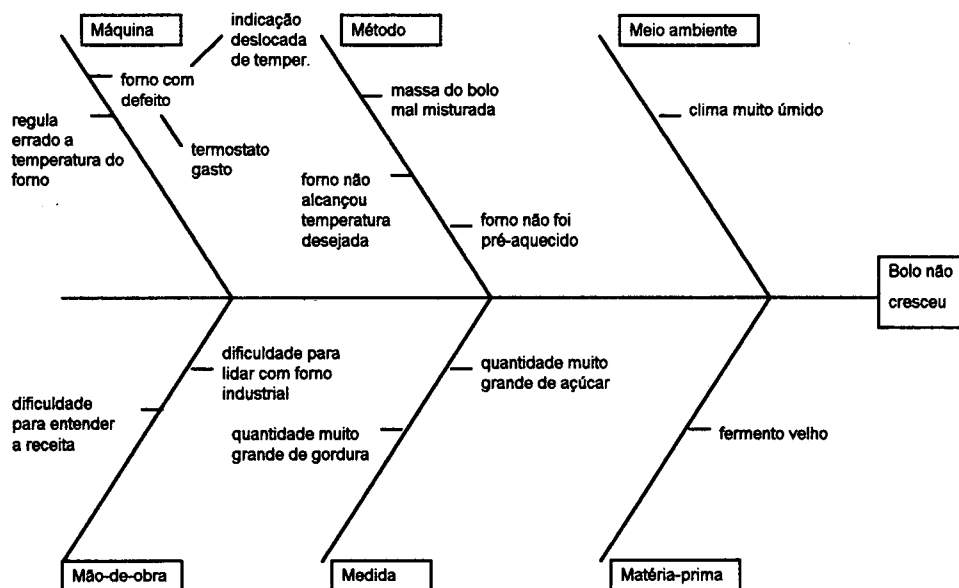 Máquina
indicação
deslocada
de temper.
Método
Meio ambiente
forno com
defeito
regula
errado a
temperatura do
forno
termostato
gasto
massa do bolo
mal misturada
forno não
alcançou
temperatura
desejada
forno não foi
pré-aquecido
clima muito úmido
Bolo não
cresceu
dificuldade para
lidar com forno
industrial
dificuldade
para entender
a receita
quantidade muito
grande de açúcar
quantidade muito
grande de gordura
fermento velho
Mão-de-obra
Medida
Matéria-prima